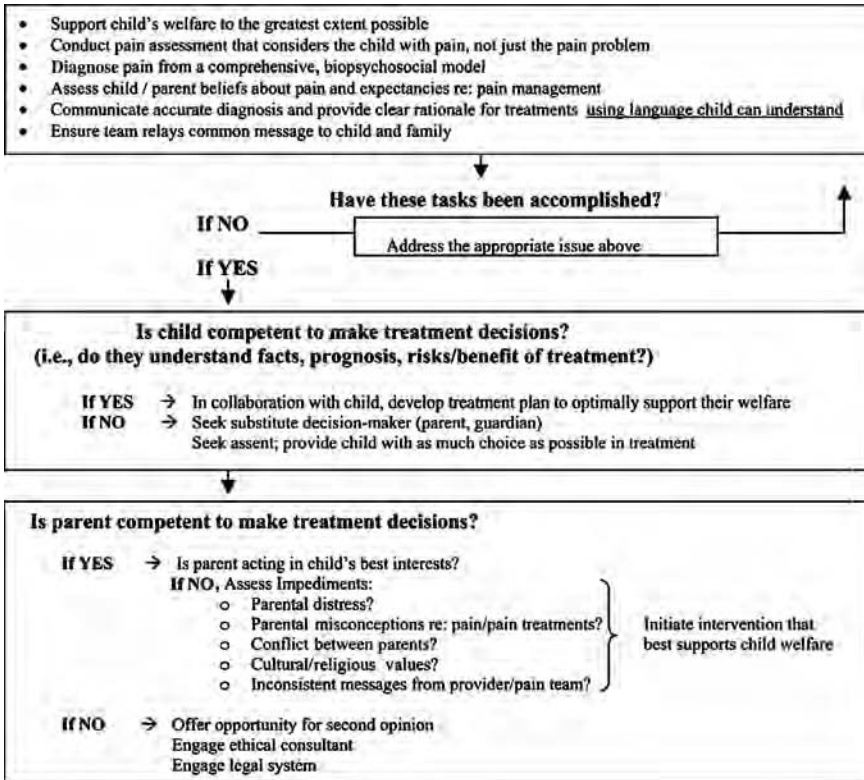 • Support child's welfare to the greatest extent possible
• Conduct pain assessment that considers the child with pain, not just the pain problem
• Diagnose pain from a comprehensive, biopsychosocial model
• Assess child / parent beliefs about pain and expectancies re: pain management
• Communicate accurate diagnosis and provide clear rationale for treatments using language child can understand
• Ensure team relays common message to child and family
Have these tasks been accomplished?
If NO
Address the appropriate issue above
If YES
Is child competent to make treatment decisions?
(i.e., do they understand facts, prognosis, risks/benefit of treatment?)
If YES → In collaboration with child, develop treatment plan to optimally support their welfare
If NO → Seek substitute decision-maker (parent, guardian)
Seek assent; provide child with as much choice as possible in treatment
Is parent competent to make treatment decisions?
If YES → Is parent acting in child's best interests?
If NO, Assess Impediments:
o Parental distress?
o Parental misconceptions re: pain/pain treatments?
o Conflict between parents?
o Cultural/religious values?
o Inconsistent messages from provider/pain team?
Initiate intervention that
best supports child welfare
If NO → Offer opportunity for second opinion
Engage ethical consultant
Engage legal system